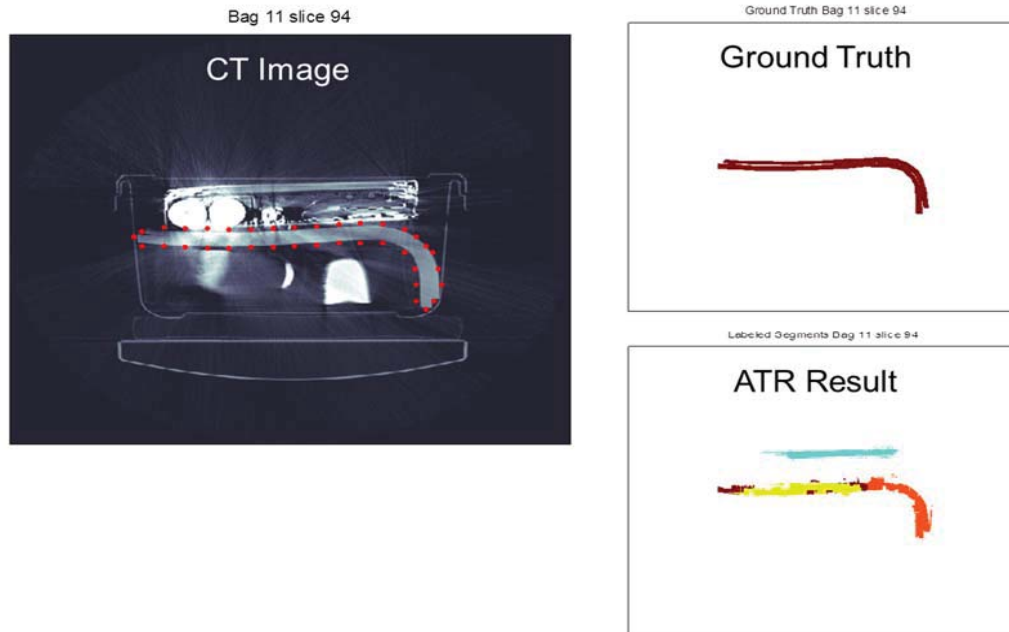 Bag 11 slice 94
CT Image
Ground Truth Bag 11 slice 94
Ground Truth
Labeled Segments Bag 11 slice 94
ATR Result